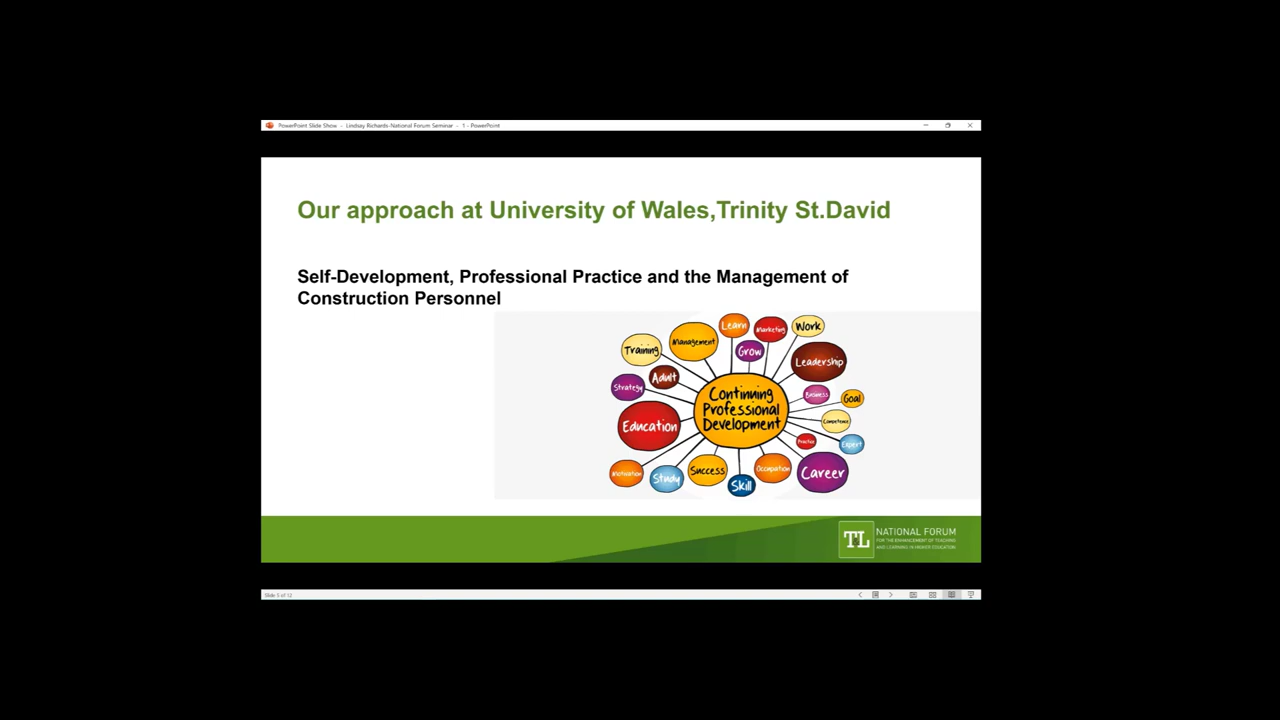 PowerPoint Slide Show - Lindsay Richards-National Forum Seminar - 1 - PowerPoint
Our approach at University of Wales,Trinity St.David
Self-Development, Professional Practice and the Management of
Construction Personnel
Learn
Marketing
Work
Management
Training
Grow
Leadership
Adult
Strategy
Business
Goal
Continuing
Professional
Development
Competence
Education
Practice
Expert
Motivation
Study
Success
Skill
Occupation
Career
TL
NATIONAL FORUM
FOR THE ENHANCEMENT OF TEACHING
AND LEARNING IN HIGHER EDUCATION
Slide 5 of 12